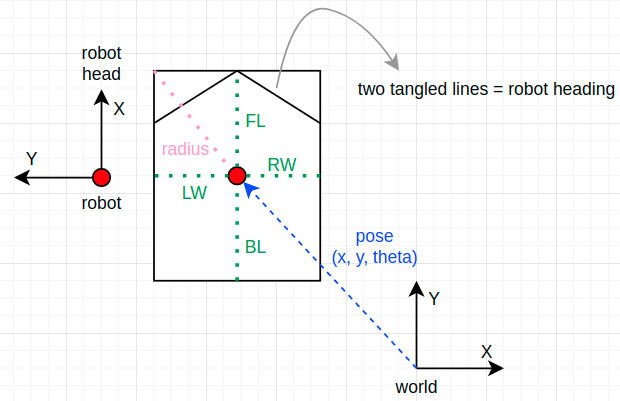 robot
head
X
Y
robot
two tangled lines = robot heading
radius
FL
RW
LW
BL
pose
(x, y, theta)
Y
X
world